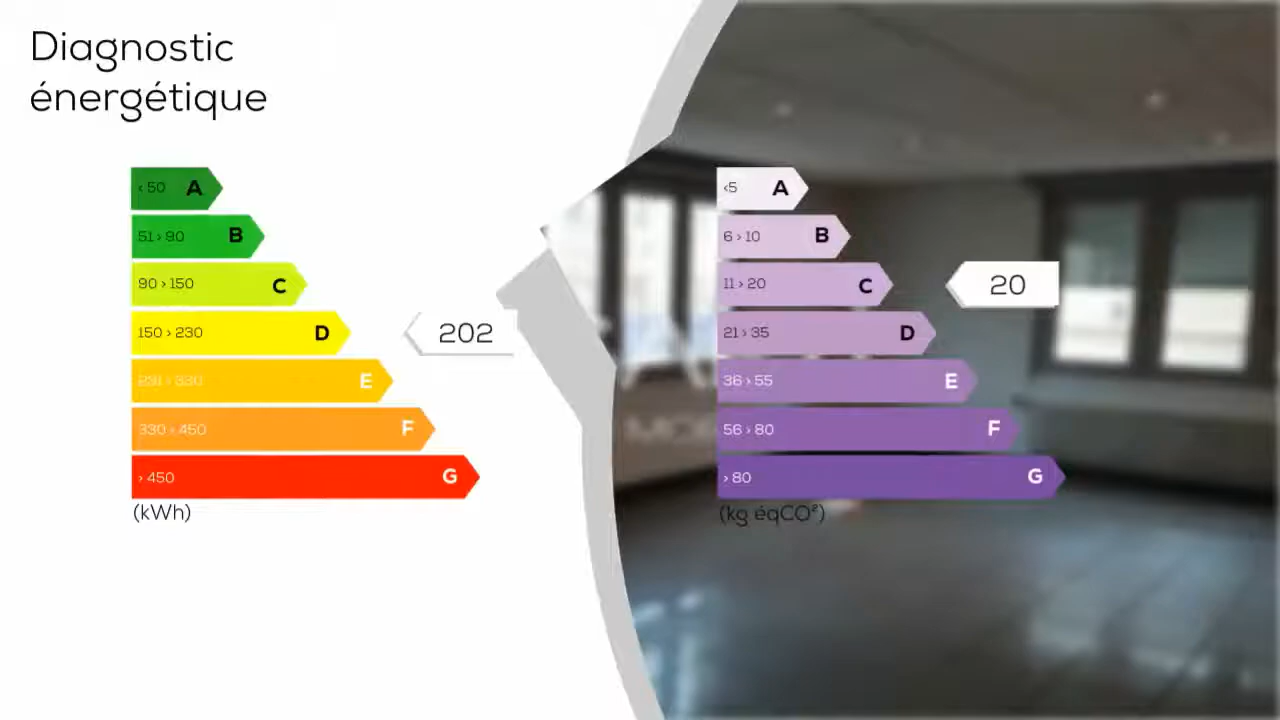 Diagnostic
énergétique
< 50 A
51 > 90 B
90 > 150 C
150 > 230 D
202
E
330 > 450 F
> 450 G
(kWh)
<5 A
6 > 10 B
11 > 20 C
20
21 > 35 D
36 > 55 E
56 > 80 F
> 80 G
(kg éqCO²)